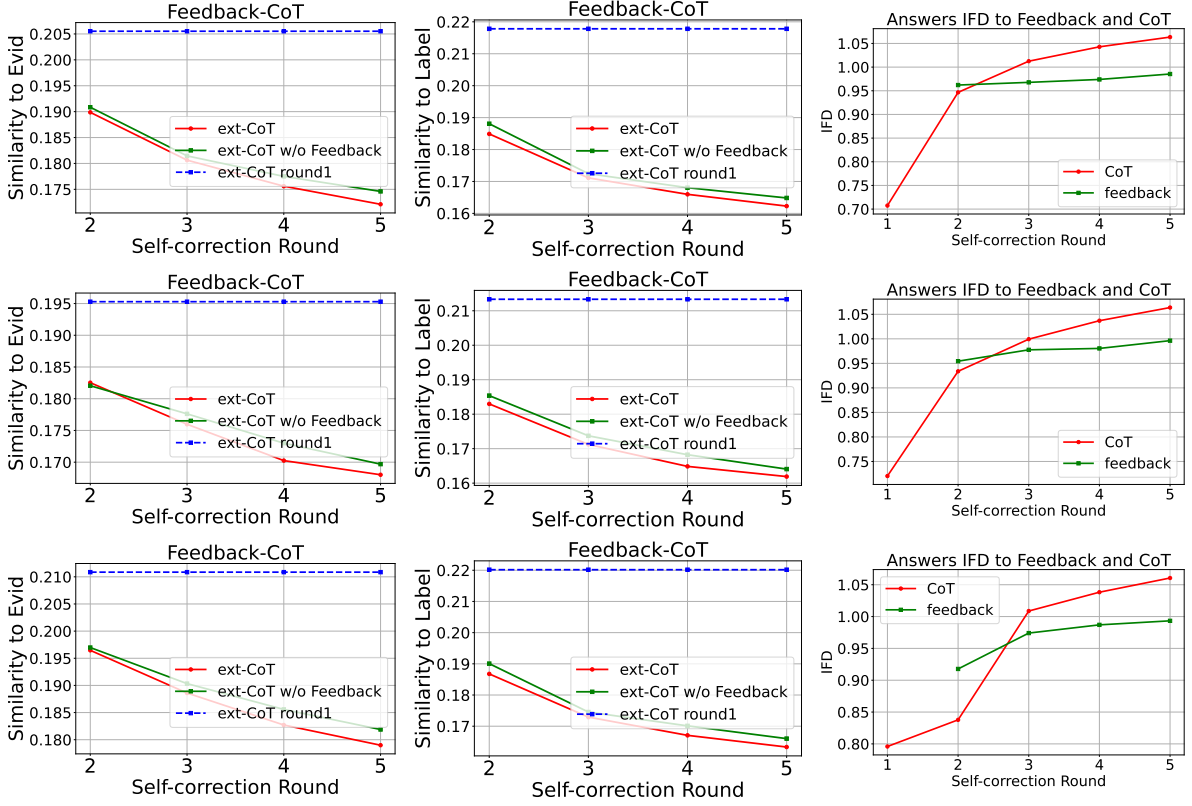 Feedback-CoT
Similarity to Evid
0.205
0.200
0.195
0.190
0.185
0.180
0.175
ext-CoT
ext-CoT w/o Feedback
ext-CoT round1
2 3 4 5
Self-correction Round
Feedback-CoT
Similarity to Label
0.22
0.21
0.20
0.19
0.18
0.17
0.16
ext-CoT
ext-CoT w/o Feedback
ext-CoT round1
2 3 4 5
Self-correction Round
Answers IFD to Feedback and CoT
IFD
1.05
1.00
0.95
0.90
0.85
0.80
0.75
0.70
CoT
feedback
1 2 3 4 5
Self-correction Round
Feedback-CoT
Similarity to Evid
0.195
0.190
0.185
0.180
0.175
0.170
ext-CoT
ext-CoT w/o Feedback
ext-CoT round1
2 3 4 5
Self-correction Round
Feedback-CoT
Similarity to Label
0.21
0.20
0.19
0.18
0.17
0.16
ext-CoT
ext-CoT w/o Feedback
ext-CoT round1
2 3 4 5
Self-correction Round
Answers IFD to Feedback and CoT
IFD
1.05
1.00
0.95
0.90
0.85
0.80
0.75
CoT
feedback
1 2 3 4 5
Self-correction Round
Feedback-CoT
Similarity to Evid
0.210
0.205
0.200
0.195
0.190
0.185
0.180
ext-CoT
ext-CoT w/o Feedback
ext-CoT round1
2 3 4 5
Self-correction Round
Feedback-CoT
Similarity to Label
0.22
0.21
0.20
0.19
0.18
0.17
ext-CoT
ext-CoT w/o Feedback
ext-CoT round1
2 3 4 5
Self-correction Round
Answers IFD to Feedback and CoT
IFD
1.05
1.00
0.95
0.90
0.85
0.80
CoT
feedback
1 2 3 4 5
Self-correction Round